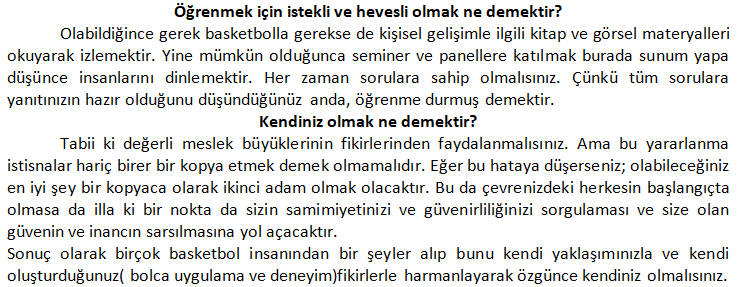 Öğrenmek için istekli ve hevesli olmak ne demektir?
Olabildiğince gerek basketbolla gerekse de kişisel gelişimle ilgili kitap ve görsel materyalleri
okuyarak izlemektir. Yine mümkün olduğunca seminer ve panellere katılmak burada sunum yapa
düşünce insanlarını dinlemektir. Her zaman sorulara sahip olmalısınız. Çünkü tüm sorulara
yanıtınızın hazır olduğunu düşündüğünüz anda, öğrenme durmuş demektir.
Kendiniz olmak ne demektir?
Tabii ki değerli meslek büyüklerinin fikirlerinden faydalanmalısınız. Ama bu yararlanma
istisnalar hariç birer bir kopya etmek demek olmamalıdır. Eğer bu hataya düşerseniz; olabileceğiniz
en iyi şey bir kopyaca olarak ikinci adam olmak olacaktır. Bu da çevrenizdeki herkesin başlangıçta
olmasa da illa ki bir nokta da sizin samimiyetinizi ve güvenirliliğinizi sorgulaması ve size olan
güvenin ve inancın sarsılmasına yol açacaktır.
Sonuç olarak birçok basketbol insanından bir şeyler alıp bunu kendi yaklaşımınızla ve kendi
oluşturduğunuz( bolca uygulama ve deneyim)fikirlerle harmanlayarak özgünce kendiniz olmalısınız.